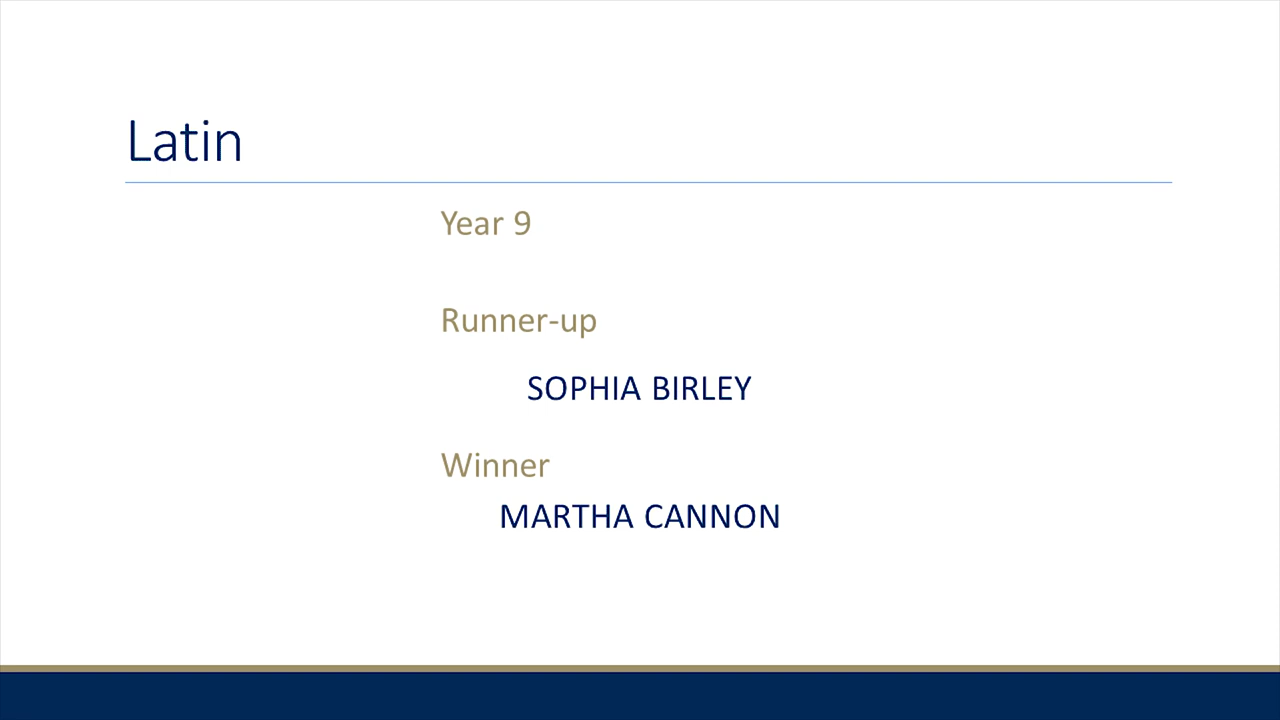 Latin
Year 9
Runner-up
SOPHIA BIRLEY
Winner
MARTHA CANNON